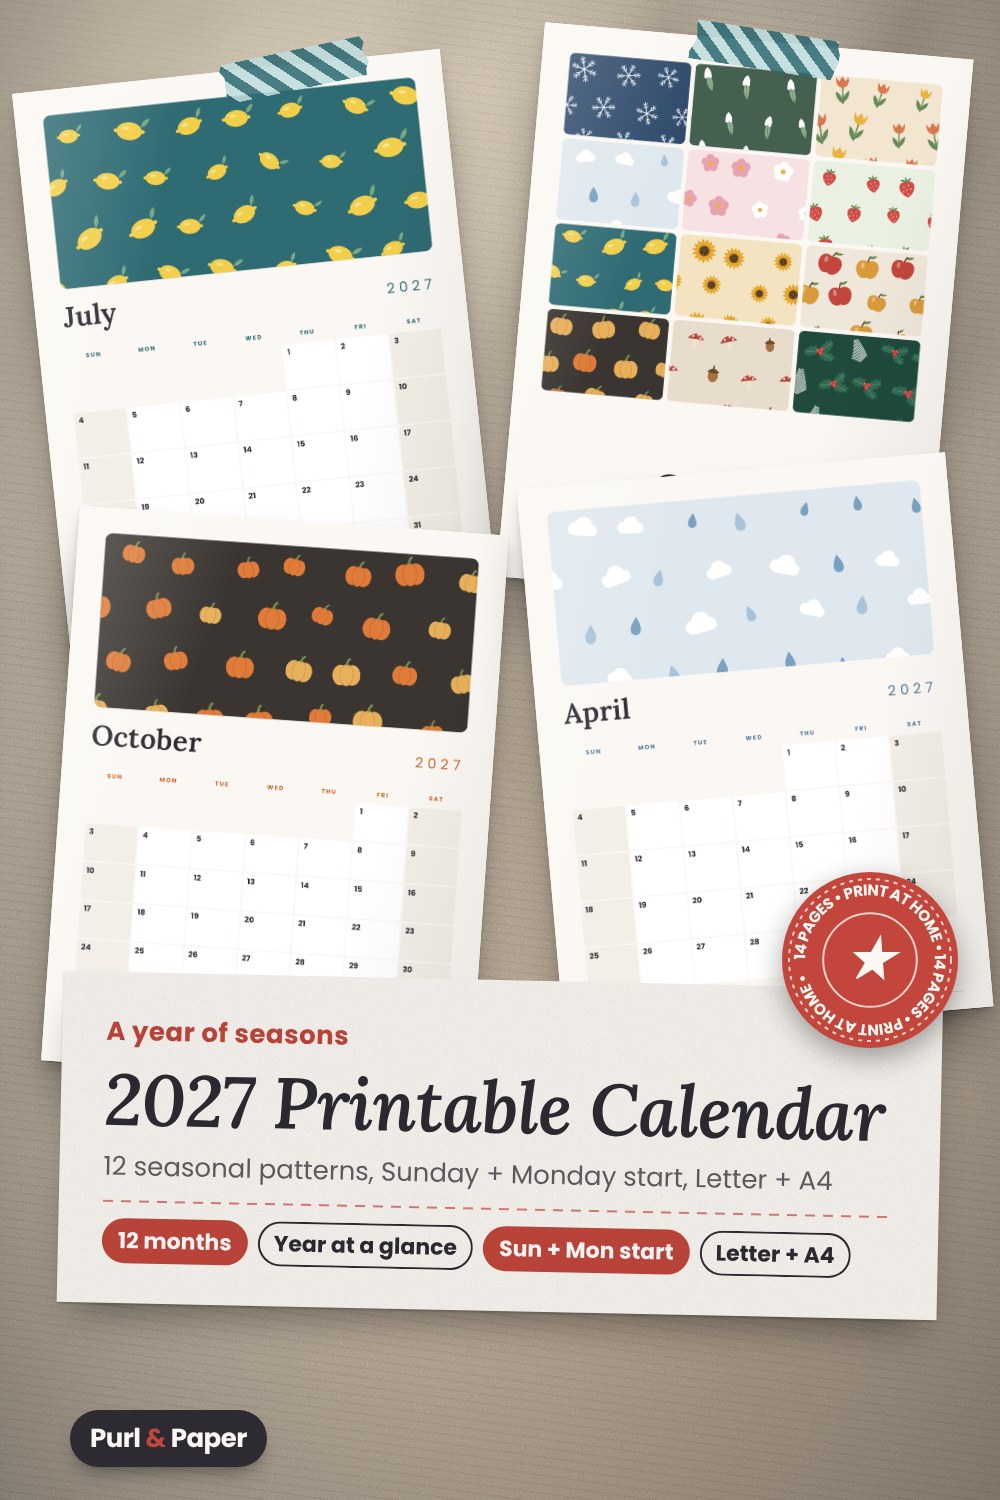 July
2027
SUN MON TUE WED THU FRI SAT
1 2 3
4 5 6 7 8 9 10
11 12 13 14 15 16 17
19 20 21 22 23 24
31
October
2027
SUN MON TUE WED THU FRI SAT
1 2
3 4 5 6 7 8 9
10 11 12 13 14 15 16
17 18 19 20 21 22 23
24 25 26 27 28 29 30
April
2027
SUN MON TUE WED THU FRI SAT
1 2 3
4 5 6 7 8 9 10
11 12 13 14 15 16 17
18 19 20 21 22 24
25 26 27 28
14 PAGES • PRINT AT HOME • 14 PAGES • PRINT AT HOME •
A year of seasons
2027 Printable Calendar
12 seasonal patterns, Sunday + Monday start, Letter + A4
12 months
Year at a glance
Sun + Mon start
Letter + A4
Purl & Paper